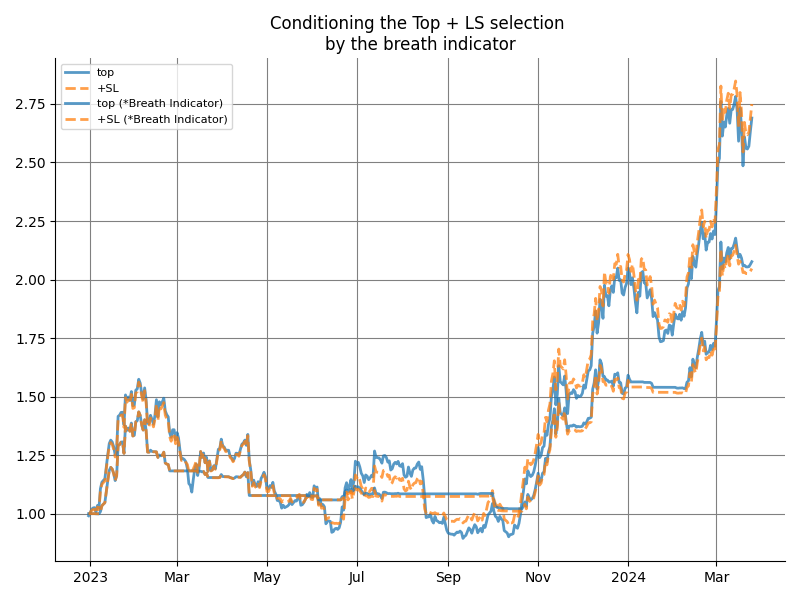 Conditioning the Top + LS selection
by the breath indicator
top
+SL
top (*Breath Indicator)
+SL (*Breath Indicator)
2.75
2.50
2.25
2.00
1.75
1.50
1.25
1.00
2023 Mar May Jul Sep Nov 2024 Mar